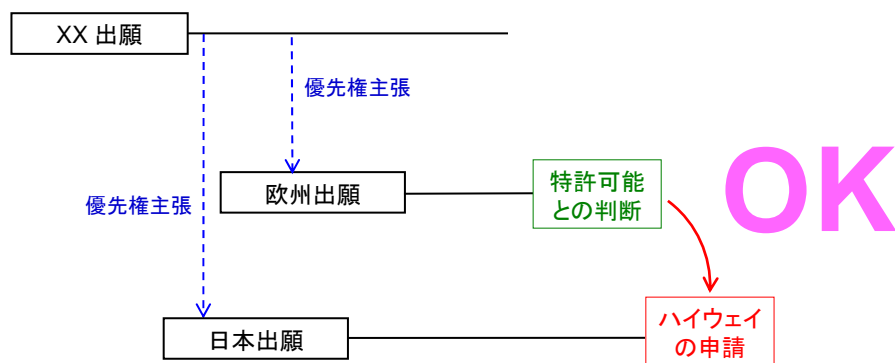 XX 出願
優先権主張
欧州出願
特許可能
との判断
OK
優先権主張
日本出願
ハイウェイ
の申請